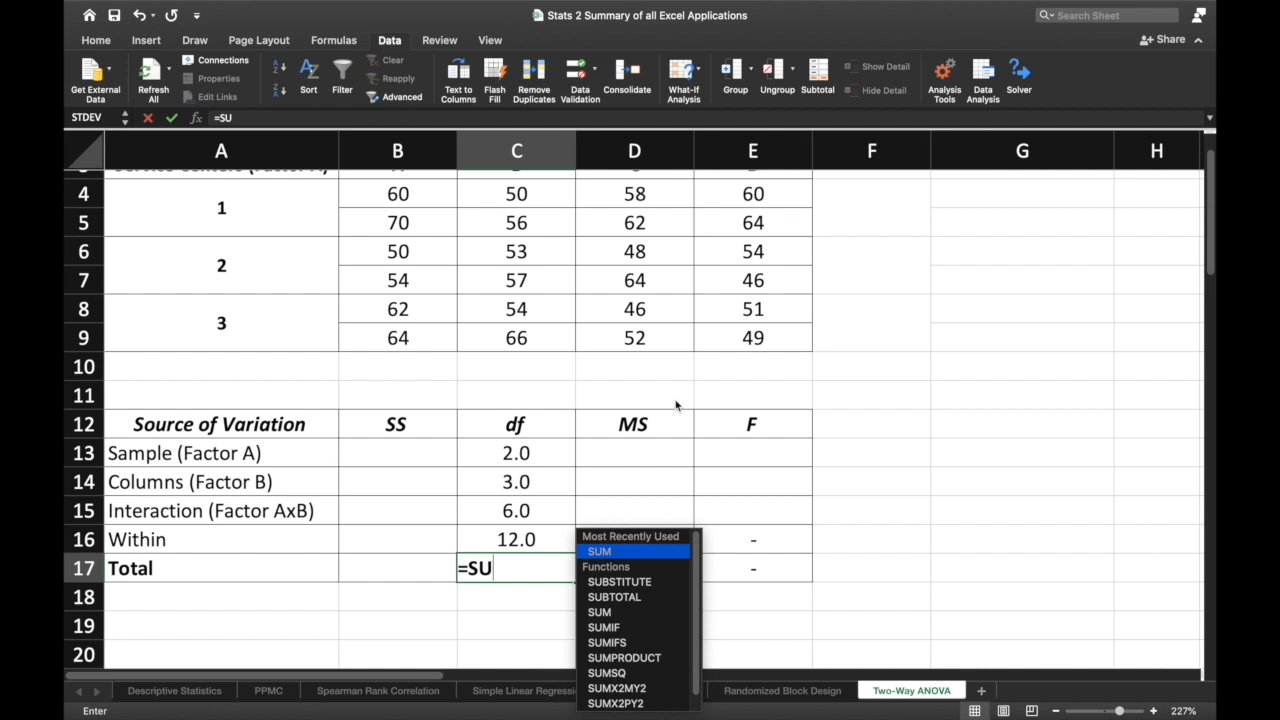 Stats 2 Summary of all Excel Applications
Search Sheet
Home Insert Draw Page Layout Formulas Data Review View
Share
Get External Data
Refresh All
Connections
Properties
Edit Links
Sort
Filter
Clear
Reapply
Advanced
Text to Columns
Flash Fill
Remove Duplicates
Data Validation
Consolidate
What-If Analysis
Group
Ungroup
Subtotal
Show Detail
Hide Detail
Analysis Tools
Data Analysis
Solver
STDEV fx =SU
A B C D E F G H
4 1 60 50 58 60
5 70 56 62 64
6 2 50 53 48 54
7 54 57 64 46
8 3 62 54 46 51
9 64 66 52 49
10
11
12 Source of Variation SS df MS F
13 Sample (Factor A) 2.0
14 Columns (Factor B) 3.0
15 Interaction (Factor AxB) 6.0
16 Within 12.0 -
17 Total =SU -
18
19
20
Most Recently Used
SUM
Functions
SUBSTITUTE
SUBTOTAL
SUM
SUMIF
SUMIFS
SUMPRODUCT
SUMSQ
SUMX2MY2
SUMX2PY2
Descriptive Statistics PPMC Spearman Rank Correlation Simple Linear Regressi Randomized Block Design Two-Way ANOVA
Enter 227%